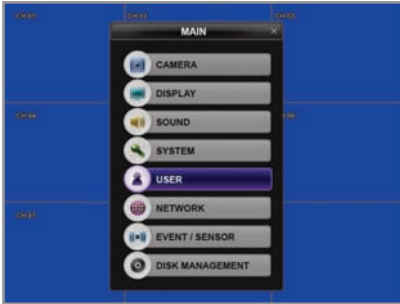 CH 01
CH 02
CH 03
MAIN
CAMERA
DISPLAY
SOUND
CH 04
SYSTEM
USER
NETWORK
CH 07
EVENT / SENSOR
DISK MANAGEMENT